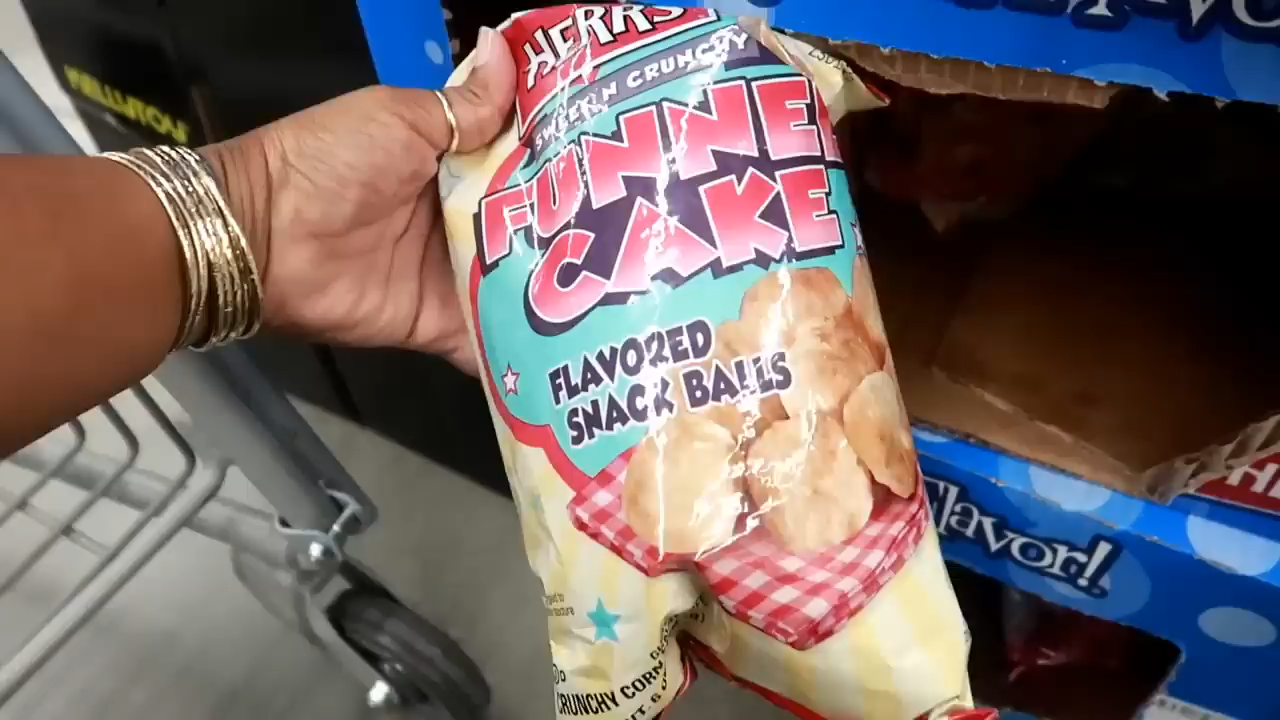 HERR'S
SWEET N CRUNCHY
FUNNEL
CAKE
FLAVORED
SNACK BALLS
CRUNCHY CORN
Flavor!